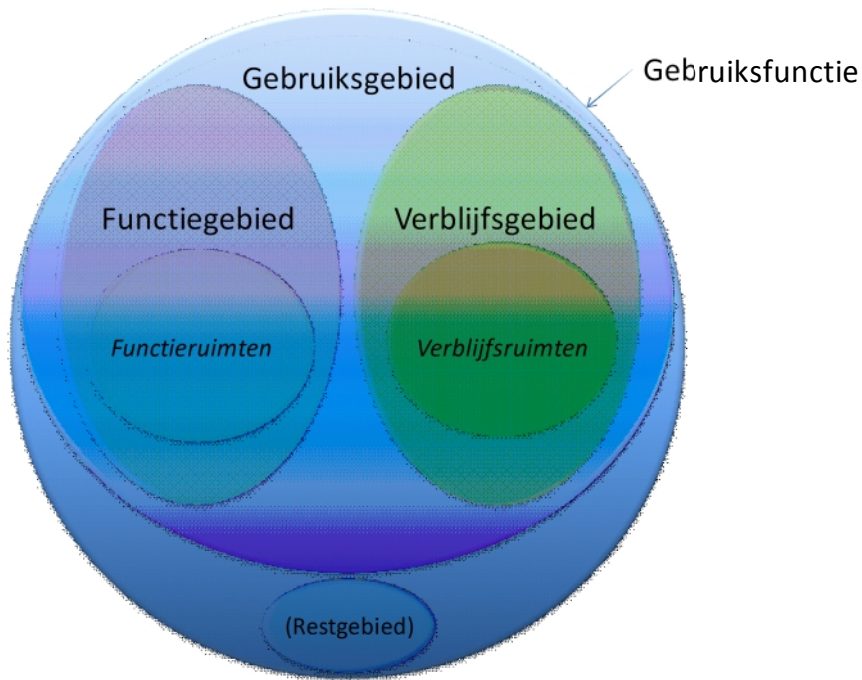 Gebruiksgebied
Gebruiksfunctie
Functiegebied
Verblijfsgebied
Functieruimten
Verblijfsruimten
(Restgebied)